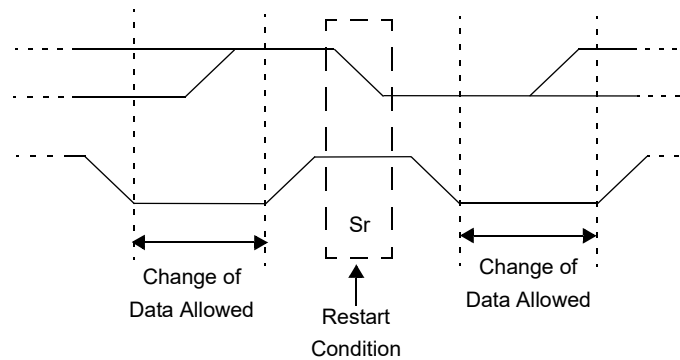 Sr
Change of
Data Allowed
Restart
Condition
Change of
Data Allowed